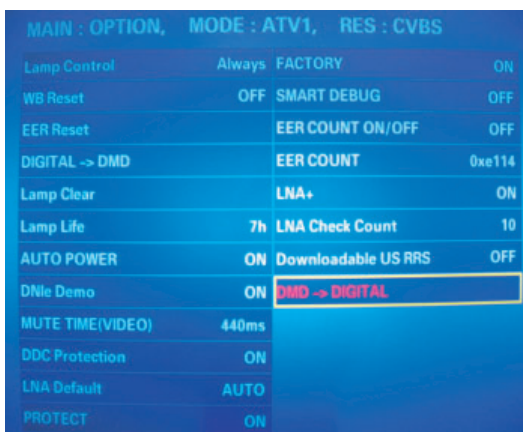 MAIN : OPTION, MODE : ATV1, RES : CVBS
Lamp Control Always FACTORY ON
WB Reset OFF SMART DEBUG OFF
EER Reset EER COUNT ON/OFF OFF
DIGITAL -> DMD EER COUNT 0xe114
Lamp Clear LNA+ ON
Lamp Life 7h LNA Check Count 10
AUTO POWER ON Downloadable US RRS OFF
DNIe Demo ON DMD -> DIGITAL
MUTE TIME(VIDEO) 440ms
DDC Protection ON
LNA Default AUTO
PROTECT ON